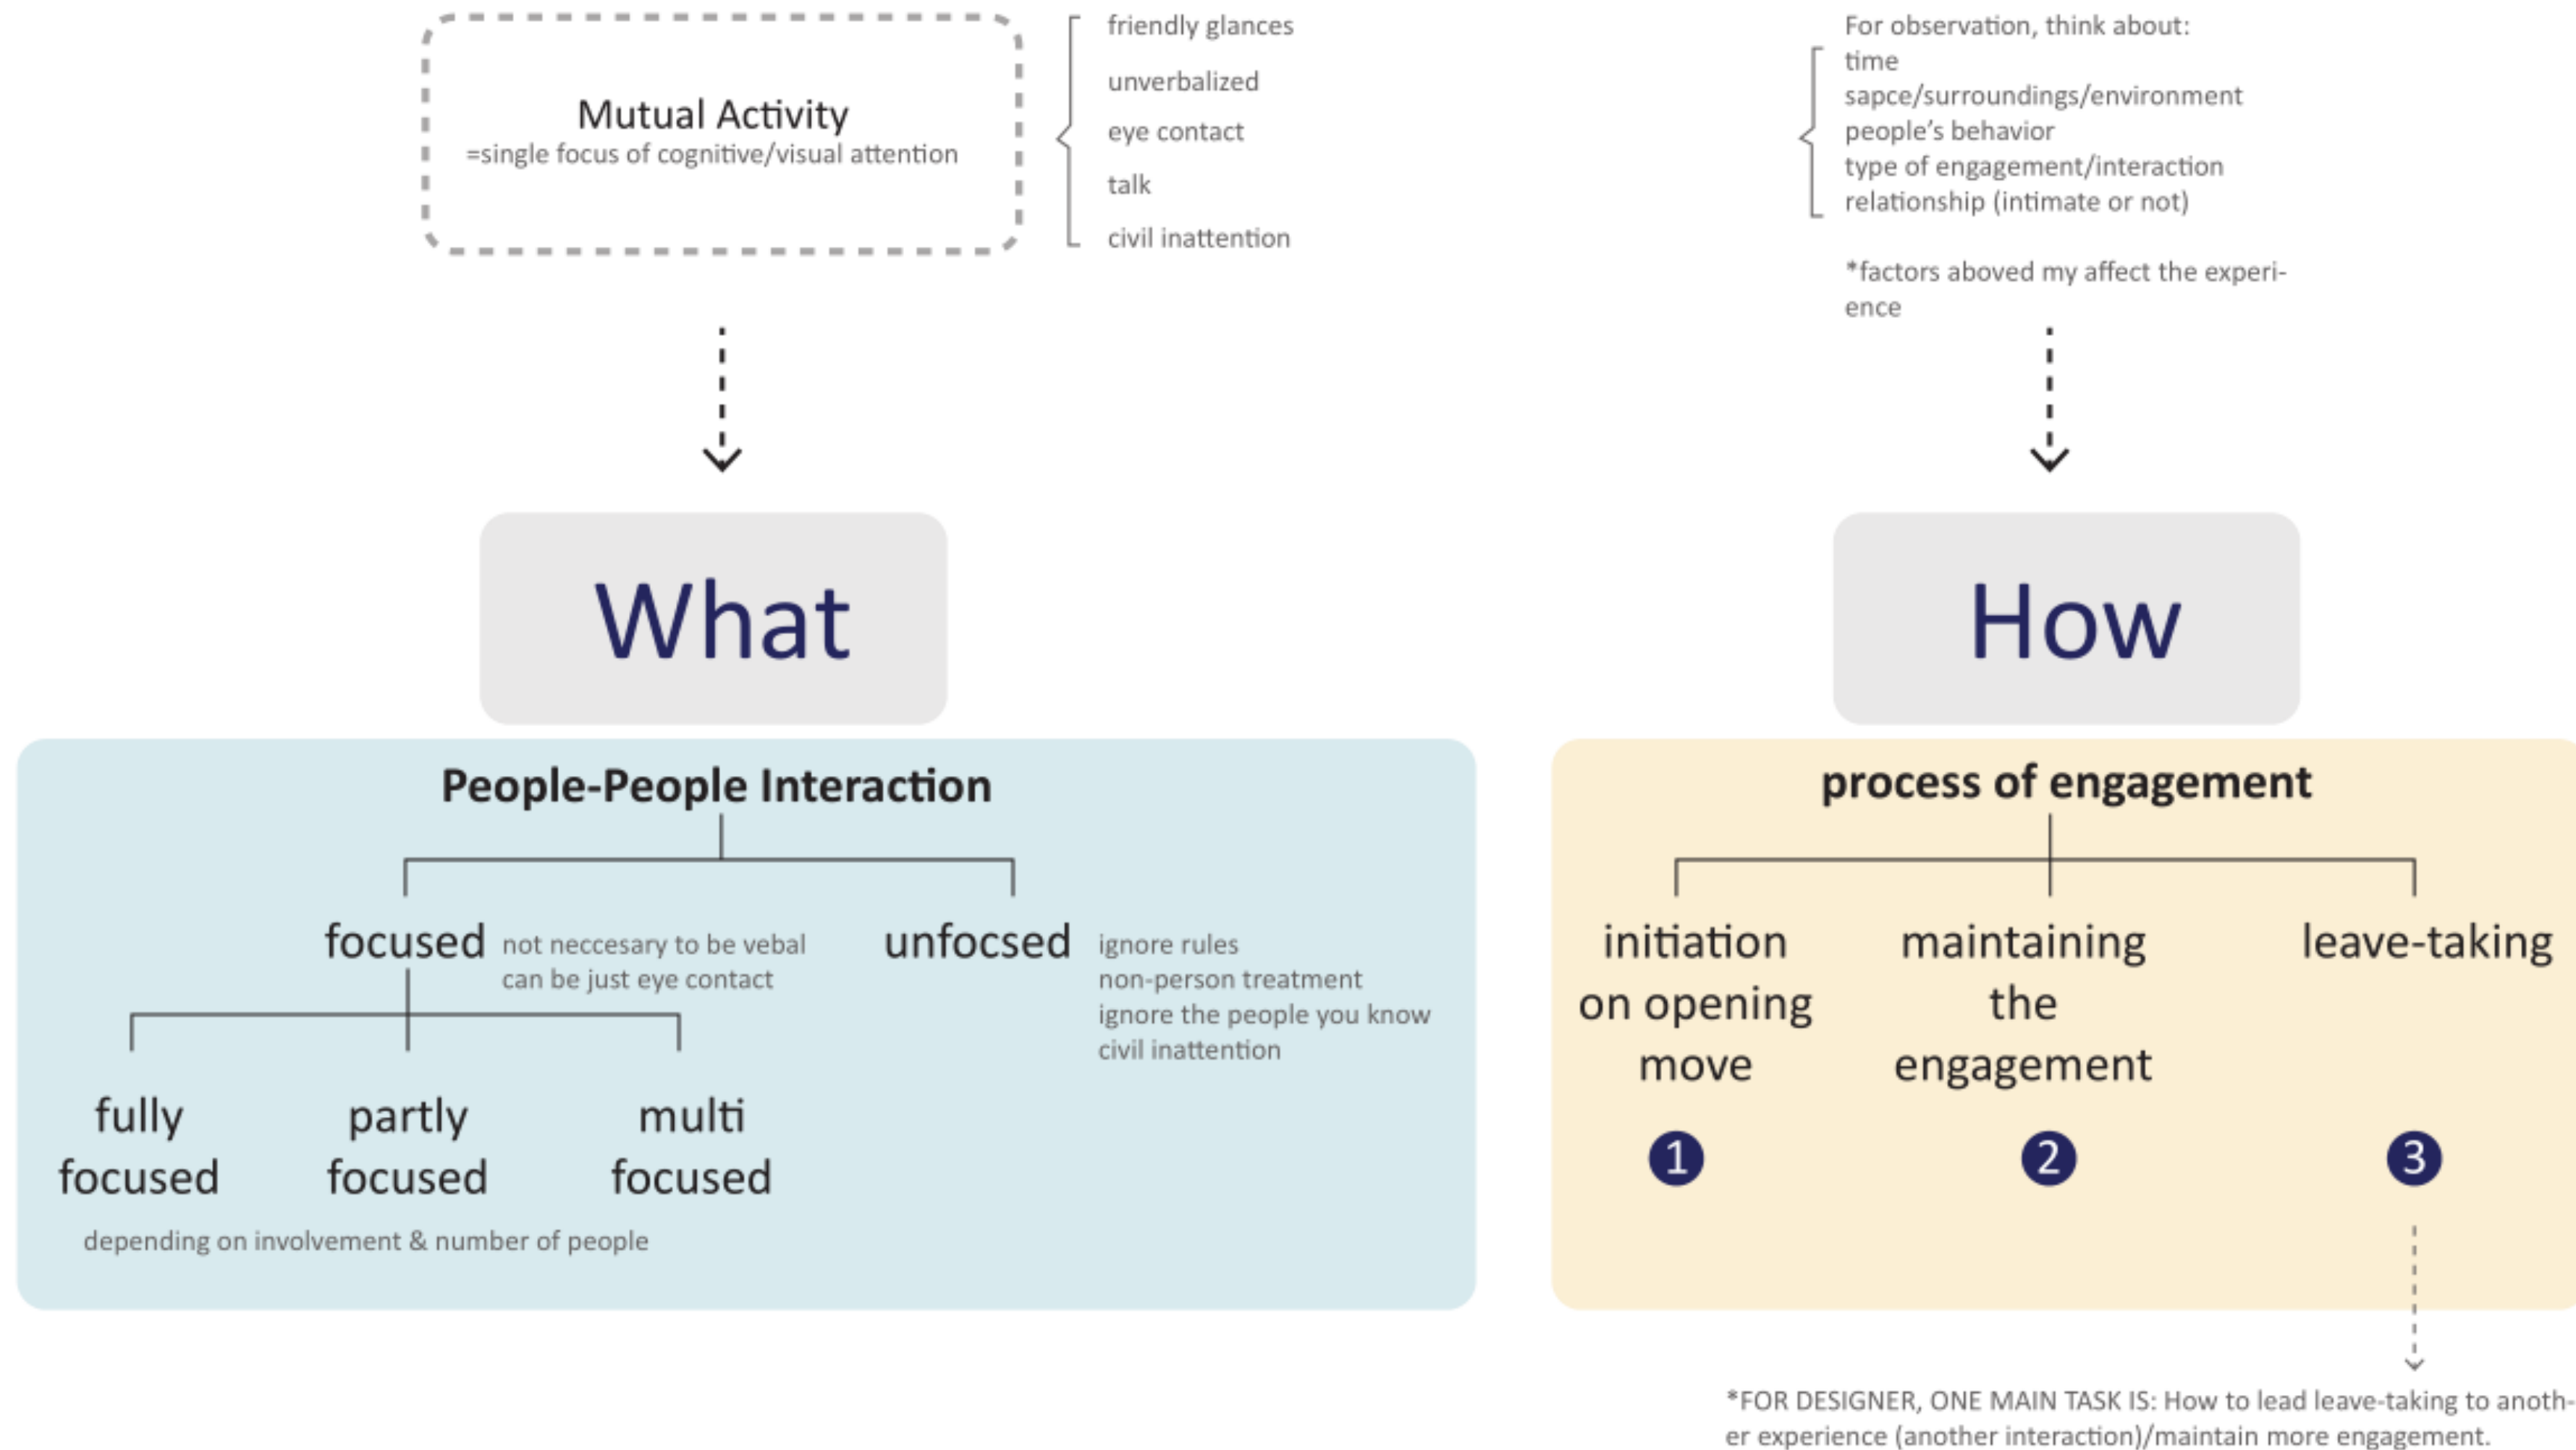 Mutual Activity
=single focus of cognitive/visual attention
friendly glances
unverbalized
eye contact
talk
civil inattention
For observation, think about:
time
sapce/surroundings/environment
people's behavior
type of engagement/interaction
relationship (intimate or not)
*factors aboved my affect the experi-
ence
What
How
People-People Interaction
focused
not neccesary to be vebal
can be just eye contact
unfocsed
ignore rules
non-person treatment
ignore the people you know
civil inattention
fully
focused
partly
focused
multi
focused
depending on involvement & number of people
process of engagement
initiation
on opening
move
1
maintaining
the
engagement
2
leave-taking
3
*FOR DESIGNER, ONE MAIN TASK IS: How to lead leave-taking to anoth-
er experience (another interaction)/maintain more engagement.